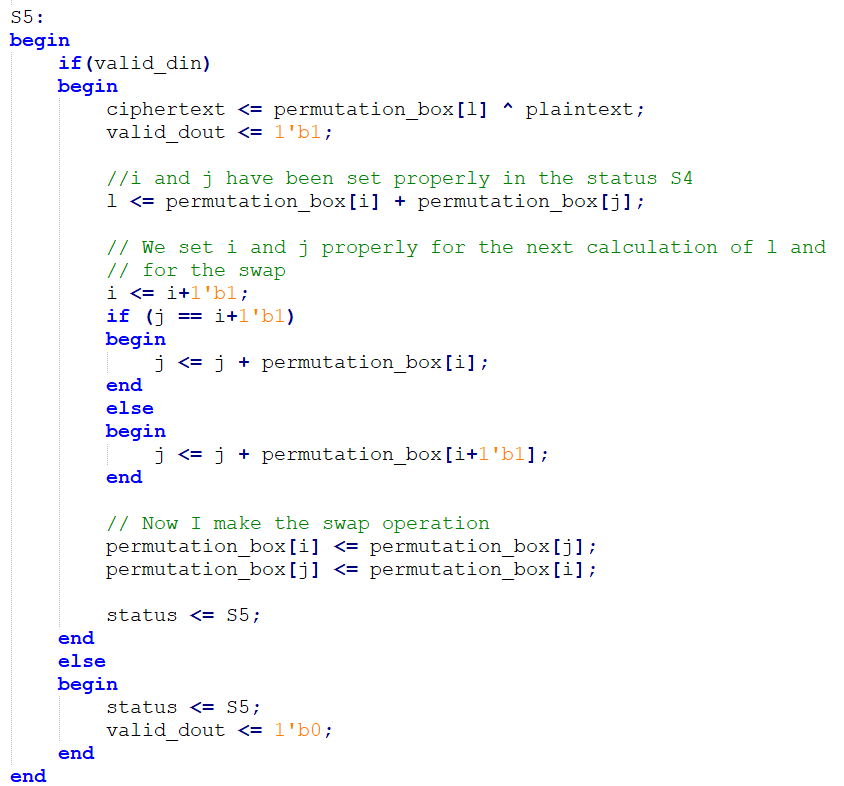 S5:
begin
    if(valid_din)
    begin
        ciphertext <= permutation_box[l] ^ plaintext;
        valid_dout <= 1'b1;

        //i and j have been set properly in the status S4
        l <= permutation_box[i] + permutation_box[j];

        // We set i and j properly for the next calculation of l and
        // for the swap
        i <= i+1'b1;
        if (j == i+1'b1)
        begin
            j <= j + permutation_box[i];
        end
        else
        begin
            j <= j + permutation_box[i+1'b1];
        end

        // Now I make the swap operation
        permutation_box[i] <= permutation_box[j];
        permutation_box[j] <= permutation_box[i];

        status <= S5;
    end
    else
    begin
        status <= S5;
        valid_dout <= 1'b0;
    end
end